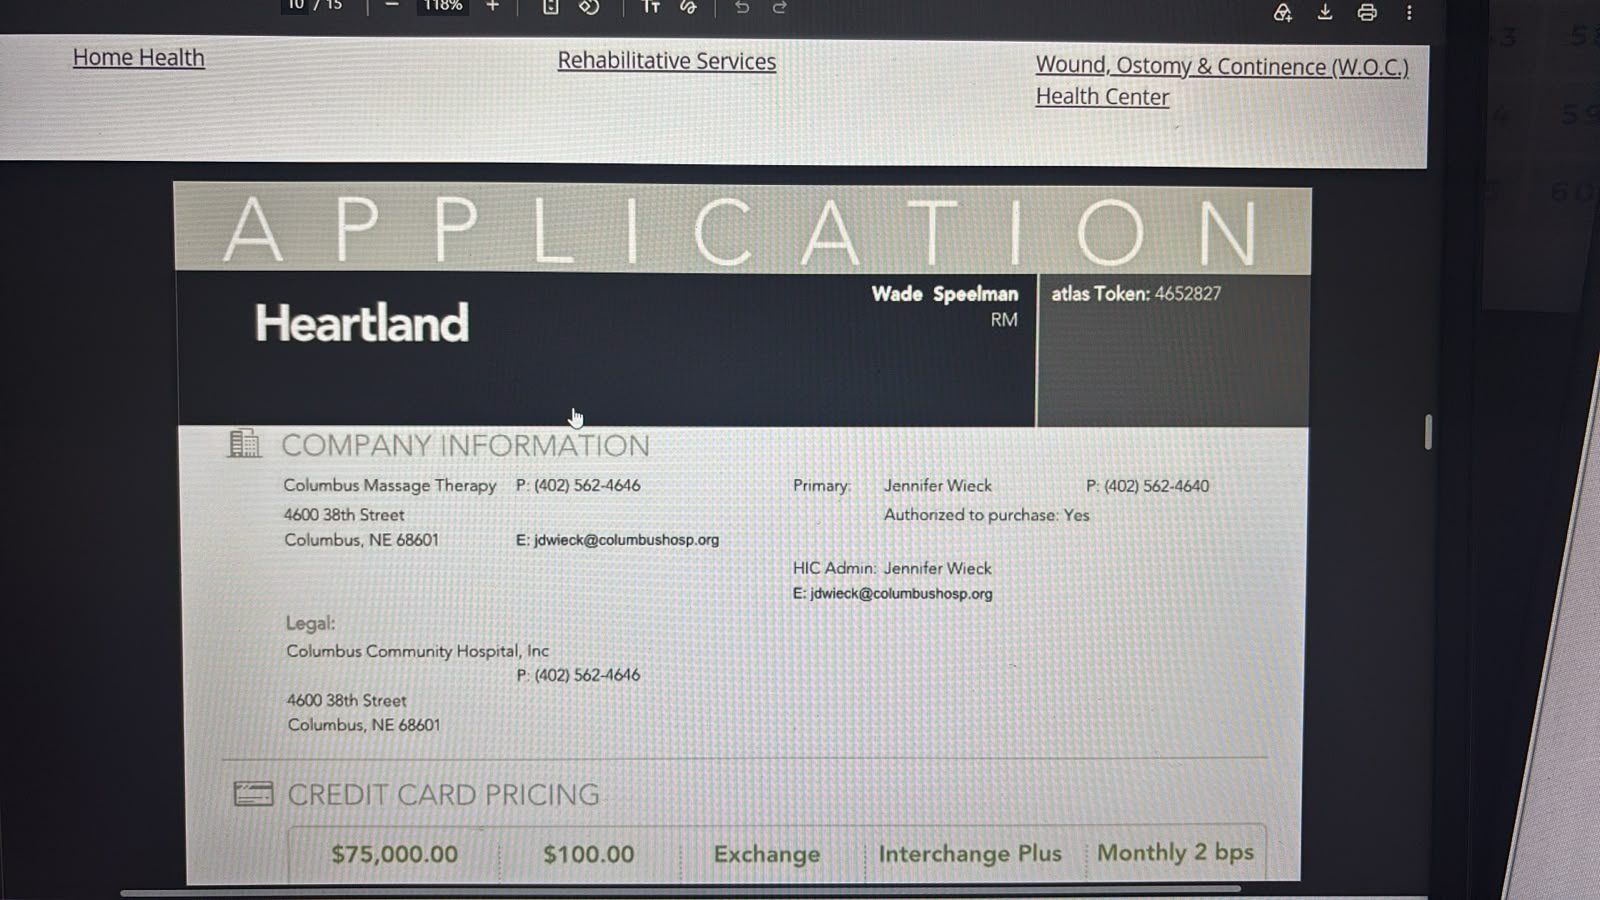 10 / 15
118%
Home Health
Rehabilitative Services
Wound, Ostomy & Continence (W.O.C.)
Health Center
APPLICATION
Heartland
Wade Speelman
RM
atlas Token: 4652827
COMPANY INFORMATION
Columbus Massage Therapy P: (402) 562-4646
4600 38th Street
Columbus, NE 68601 E: jdwieck@columbushosp.org
Primary: Jennifer Wieck P: (402) 562-4640
Authorized to purchase: Yes
HIC Admin: Jennifer Wieck
E: jdwieck@columbushosp.org
Legal:
Columbus Community Hospital, Inc
P: (402) 562-4646
4600 38th Street
Columbus, NE 68601
CREDIT CARD PRICING
$75,000.00 $100.00 Exchange Interchange Plus Monthly 2 bps